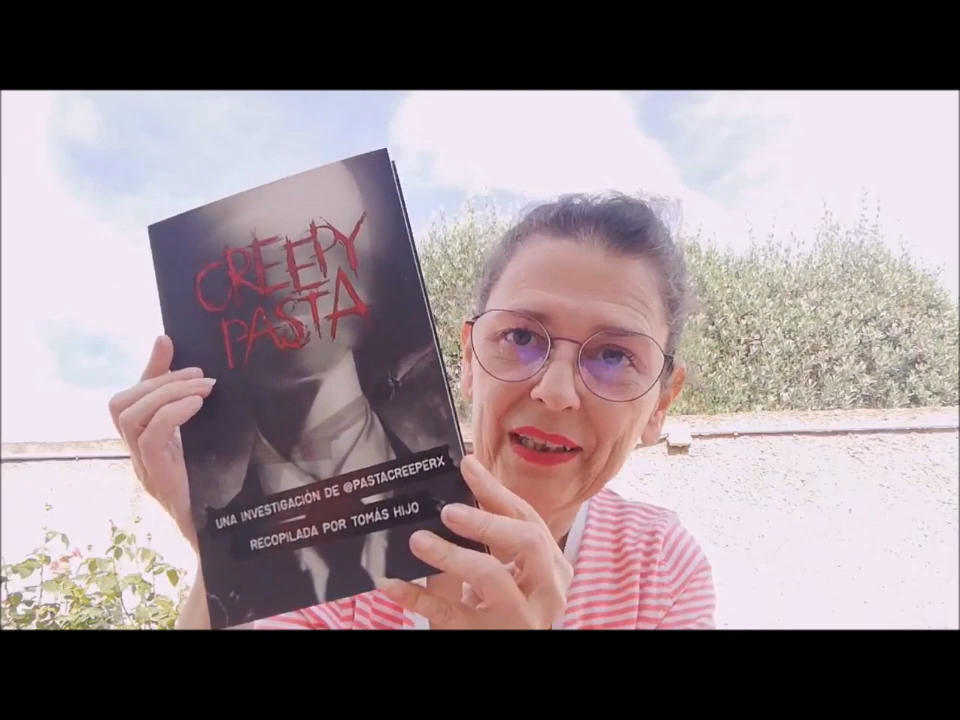 CREEPY
PASTA
UNA INVESTIGACIÓN DE @PASTACREEPERX
RECOPILADA POR TOMÁS HIJO